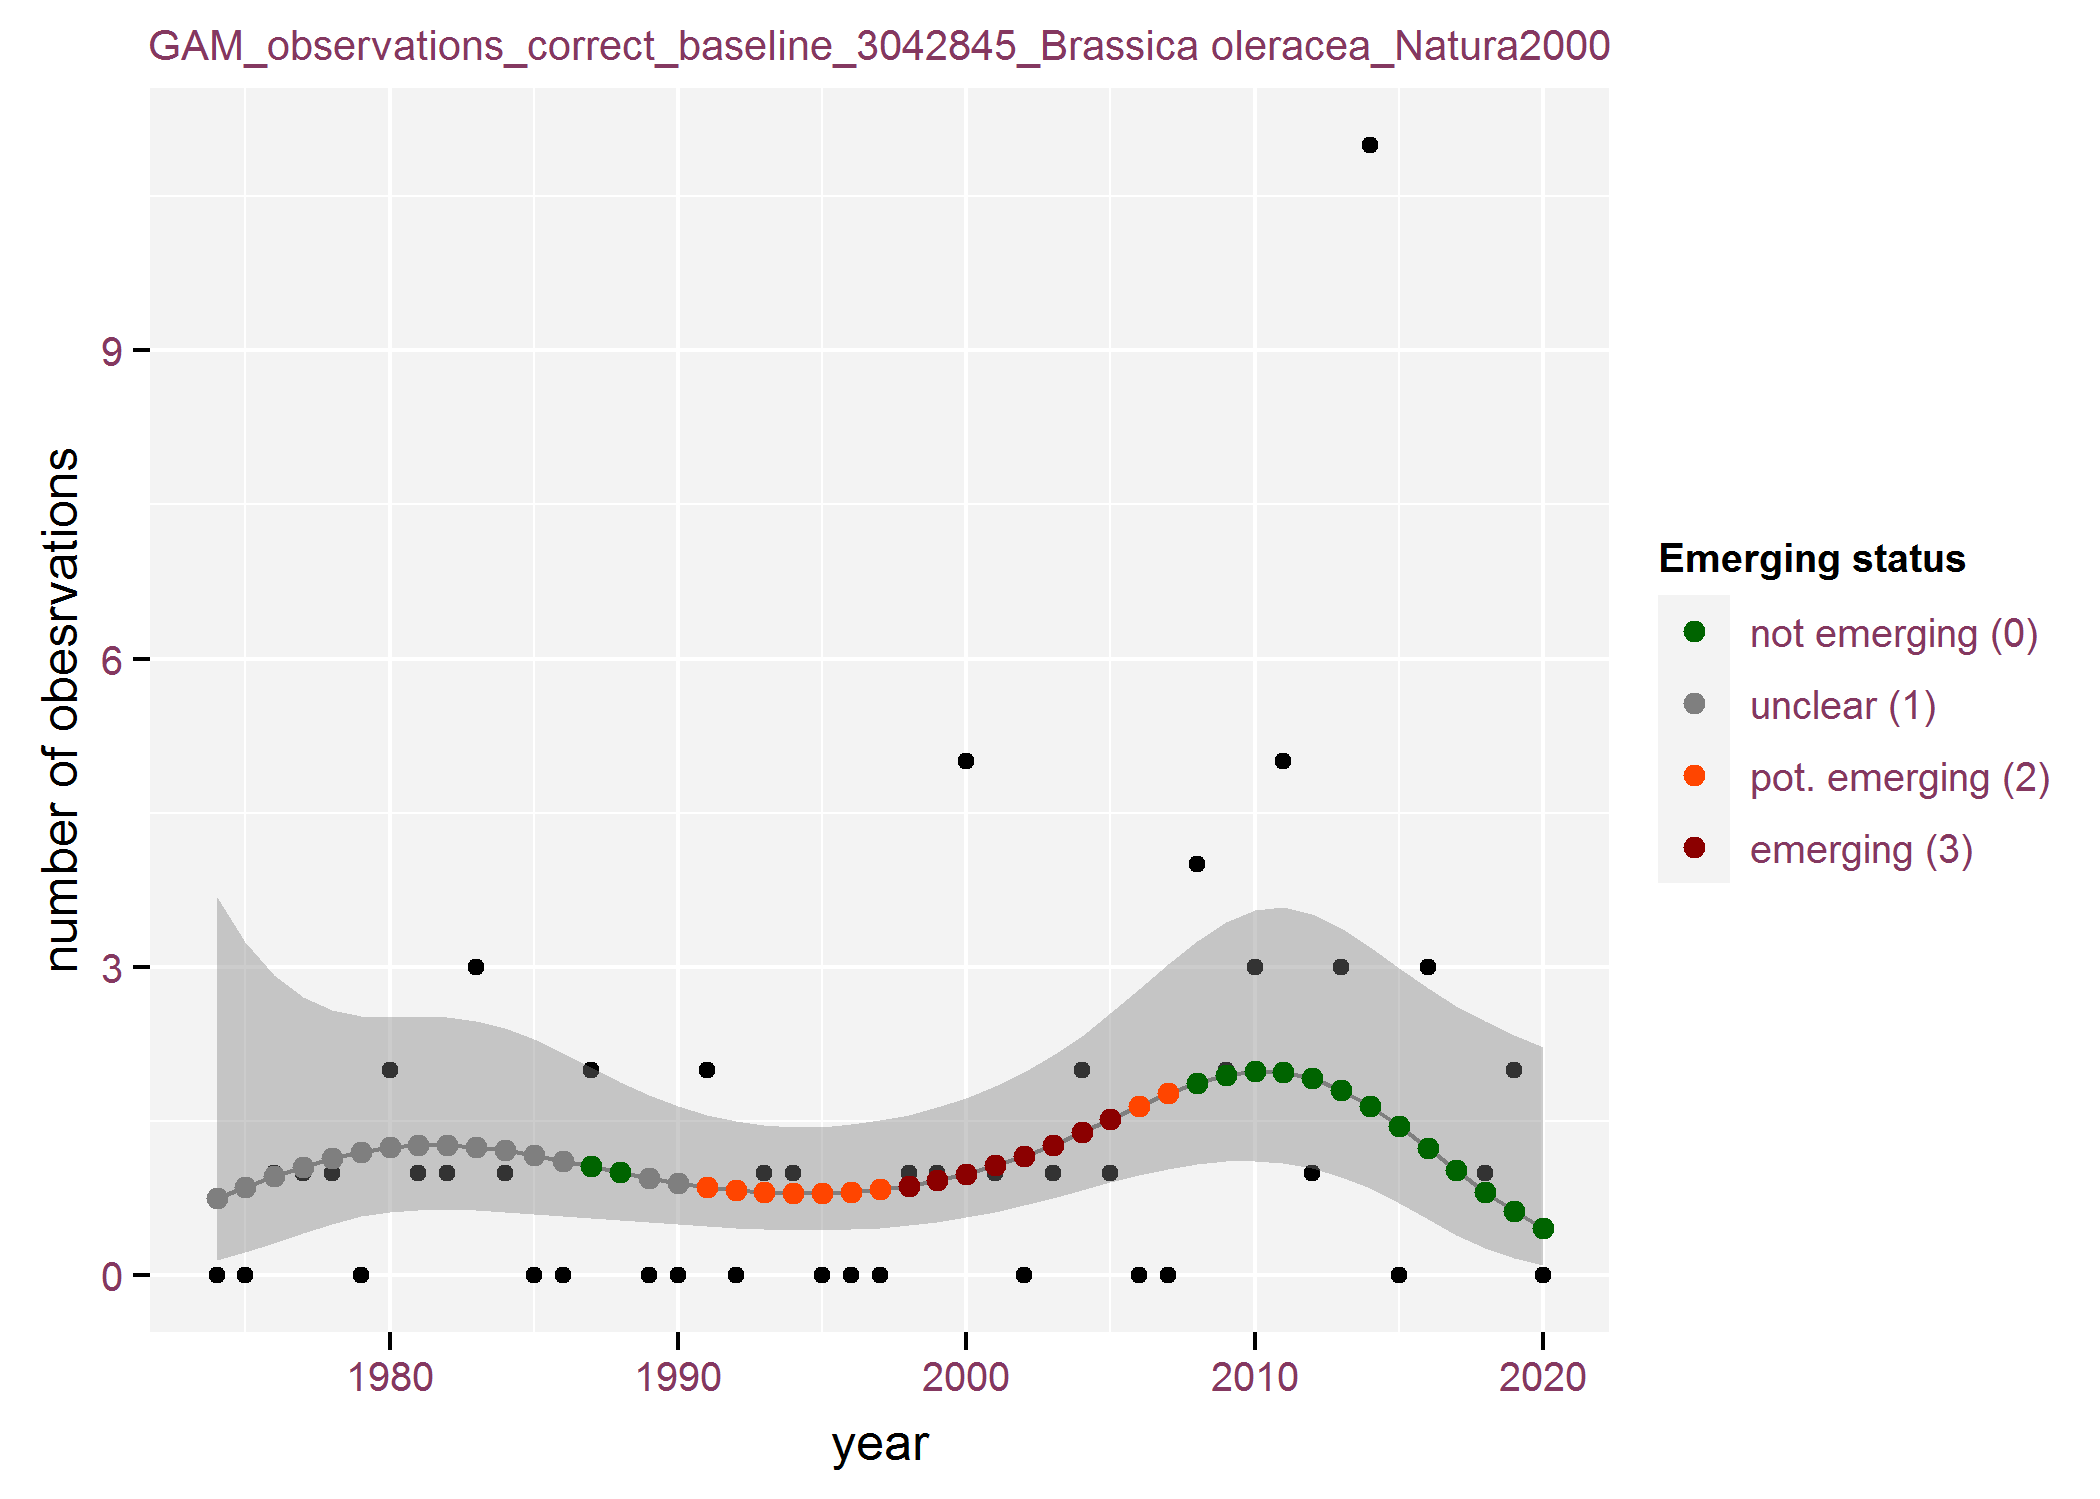 GAM_observations_correct_baseline_3042845_Brassica oleracea_Natura2000
number of obesrvations
9
6
3
0
1980
1990
2000
2010
2020
year
Emerging status
not emerging (0)
unclear (1)
pot. emerging (2)
emerging (3)